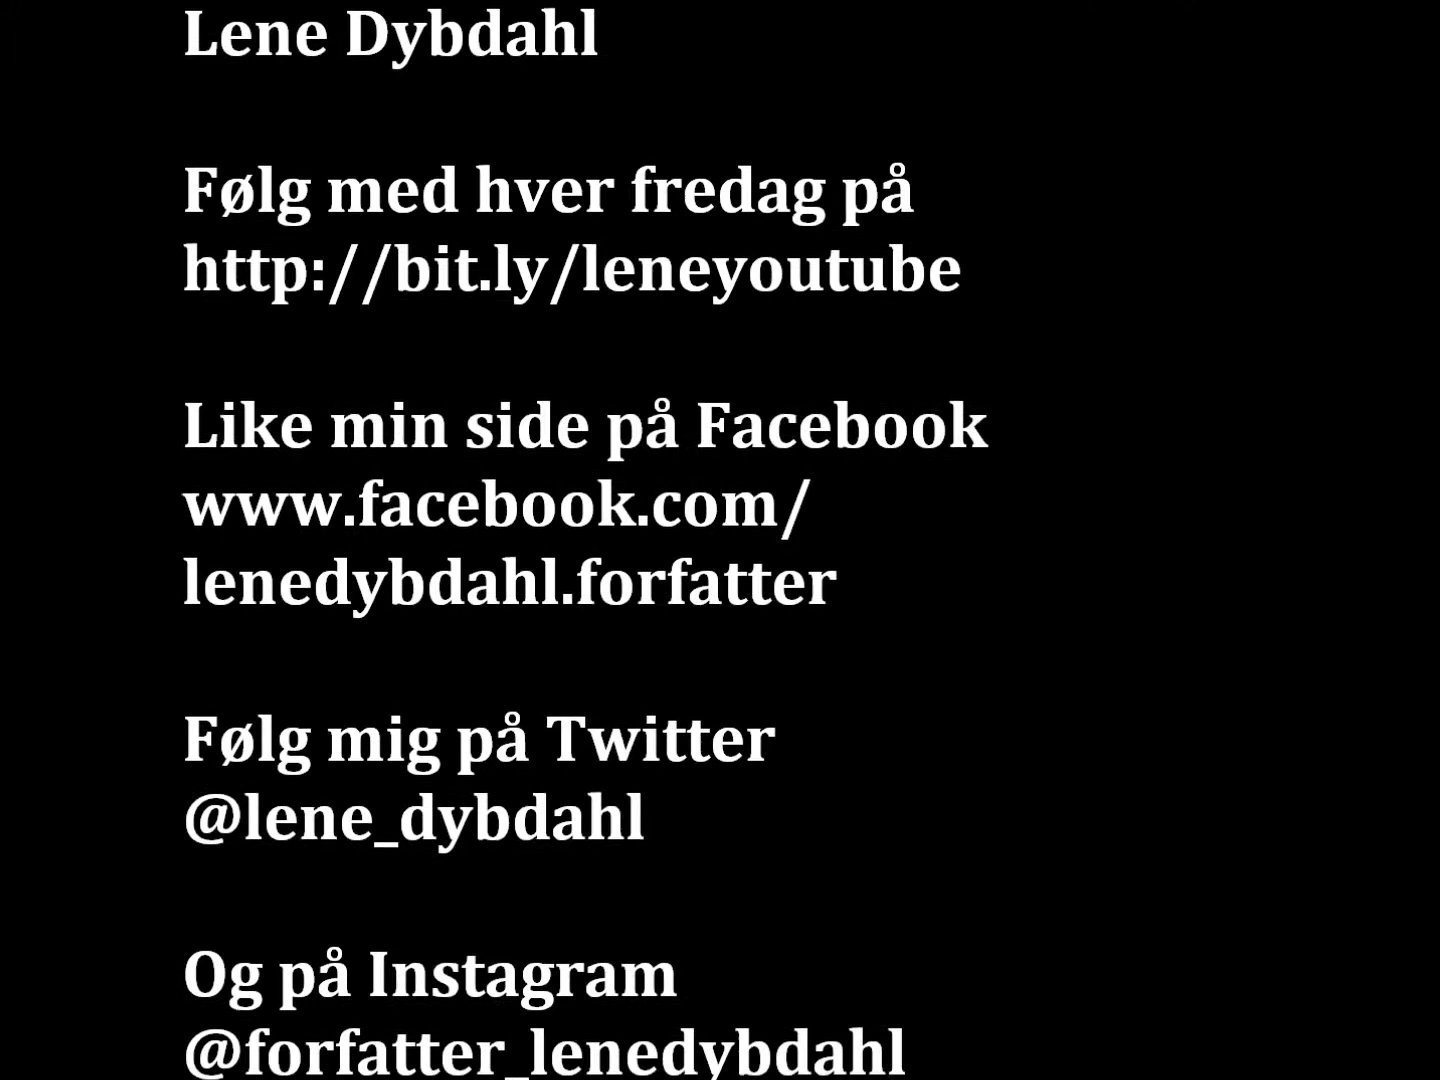 Lene Dybdahl
Følg med hver fredag på
http://bit.ly/leneyoutube
Like min side på Facebook
www.facebook.com/
lenedybdahl.forfatter
Følg mig på Twitter
@lene_dybdahl
Og på Instagram
@forfatter_lenedybdahl